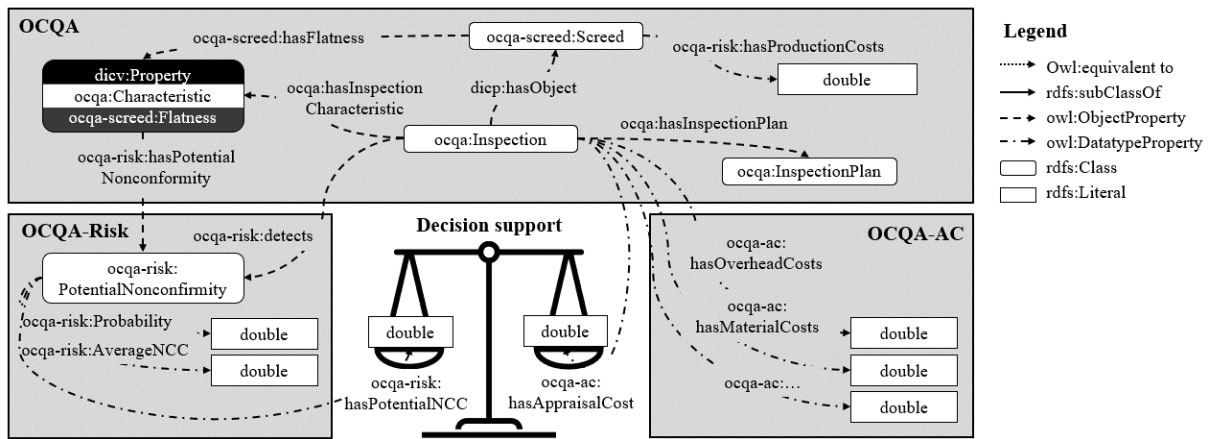 OCQA
ocqa-screed:hasFlatness
ocqa-screed:Screed
ocqa-risk:hasProductionCosts
double
dicv:Property
ocqa:Characteristic
ocqa-screed:Flatness
ocqa:hasInspection
Characteristic
dicp:hasObject
ocqa:Inspection
ocqa:hasInspectionPlan
ocqa:InspectionPlan
ocqa-risk:hasPotential
Nonconformity
Legend
Owl:equivalent to
rdfs:subClassOf
owl:ObjectProperty
owl:DatatypeProperty
rdfs:Class
rdfs:Literal
OCQA-Risk
ocqa-risk:detects
ocqa-risk:
PotentialNonconfirmity
ocqa-risk:Probability
double
ocqa-risk:AverageNCC
double
Decision support
double
double
ocqa-risk:
hasPotentialNCC
ocqa-ac:
hasAppraisalCost
OCQA-AC
ocqa-ac:
hasOverheadCosts
ocqa-ac:
hasMaterialCosts
ocqa-ac:...
double
double
double